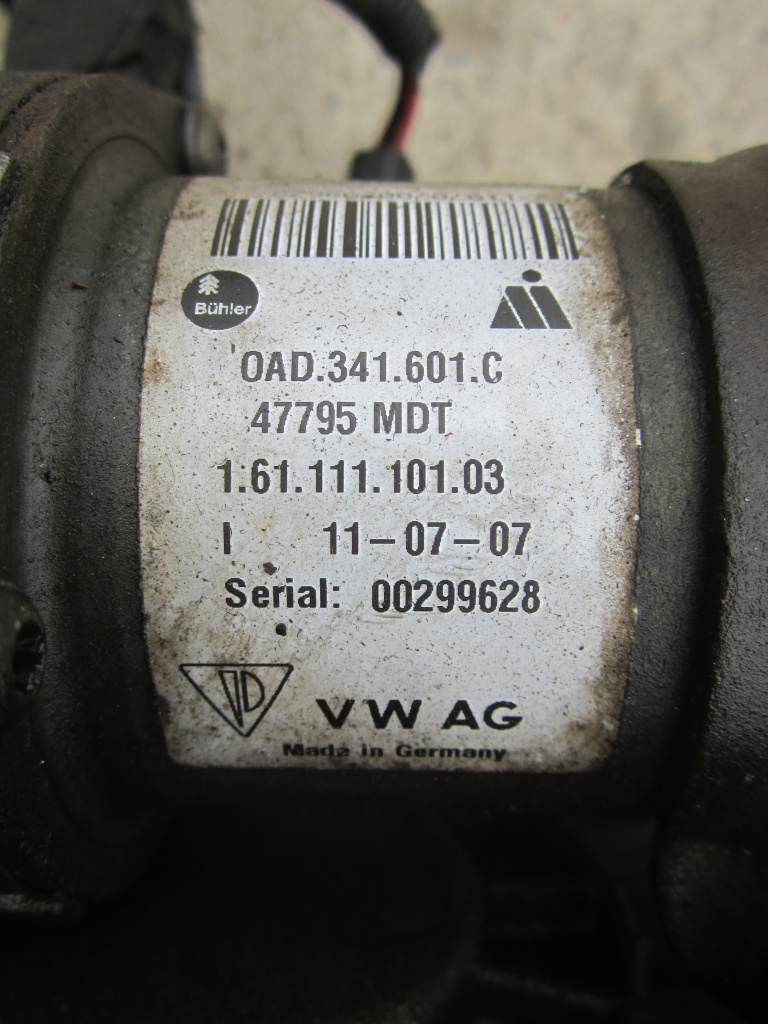 Bühler
0AD.341.601.C
47795 MDT
1.61.111.101.03
I 11-07-07
Serial: 00299628
VW AG
Made in Germany